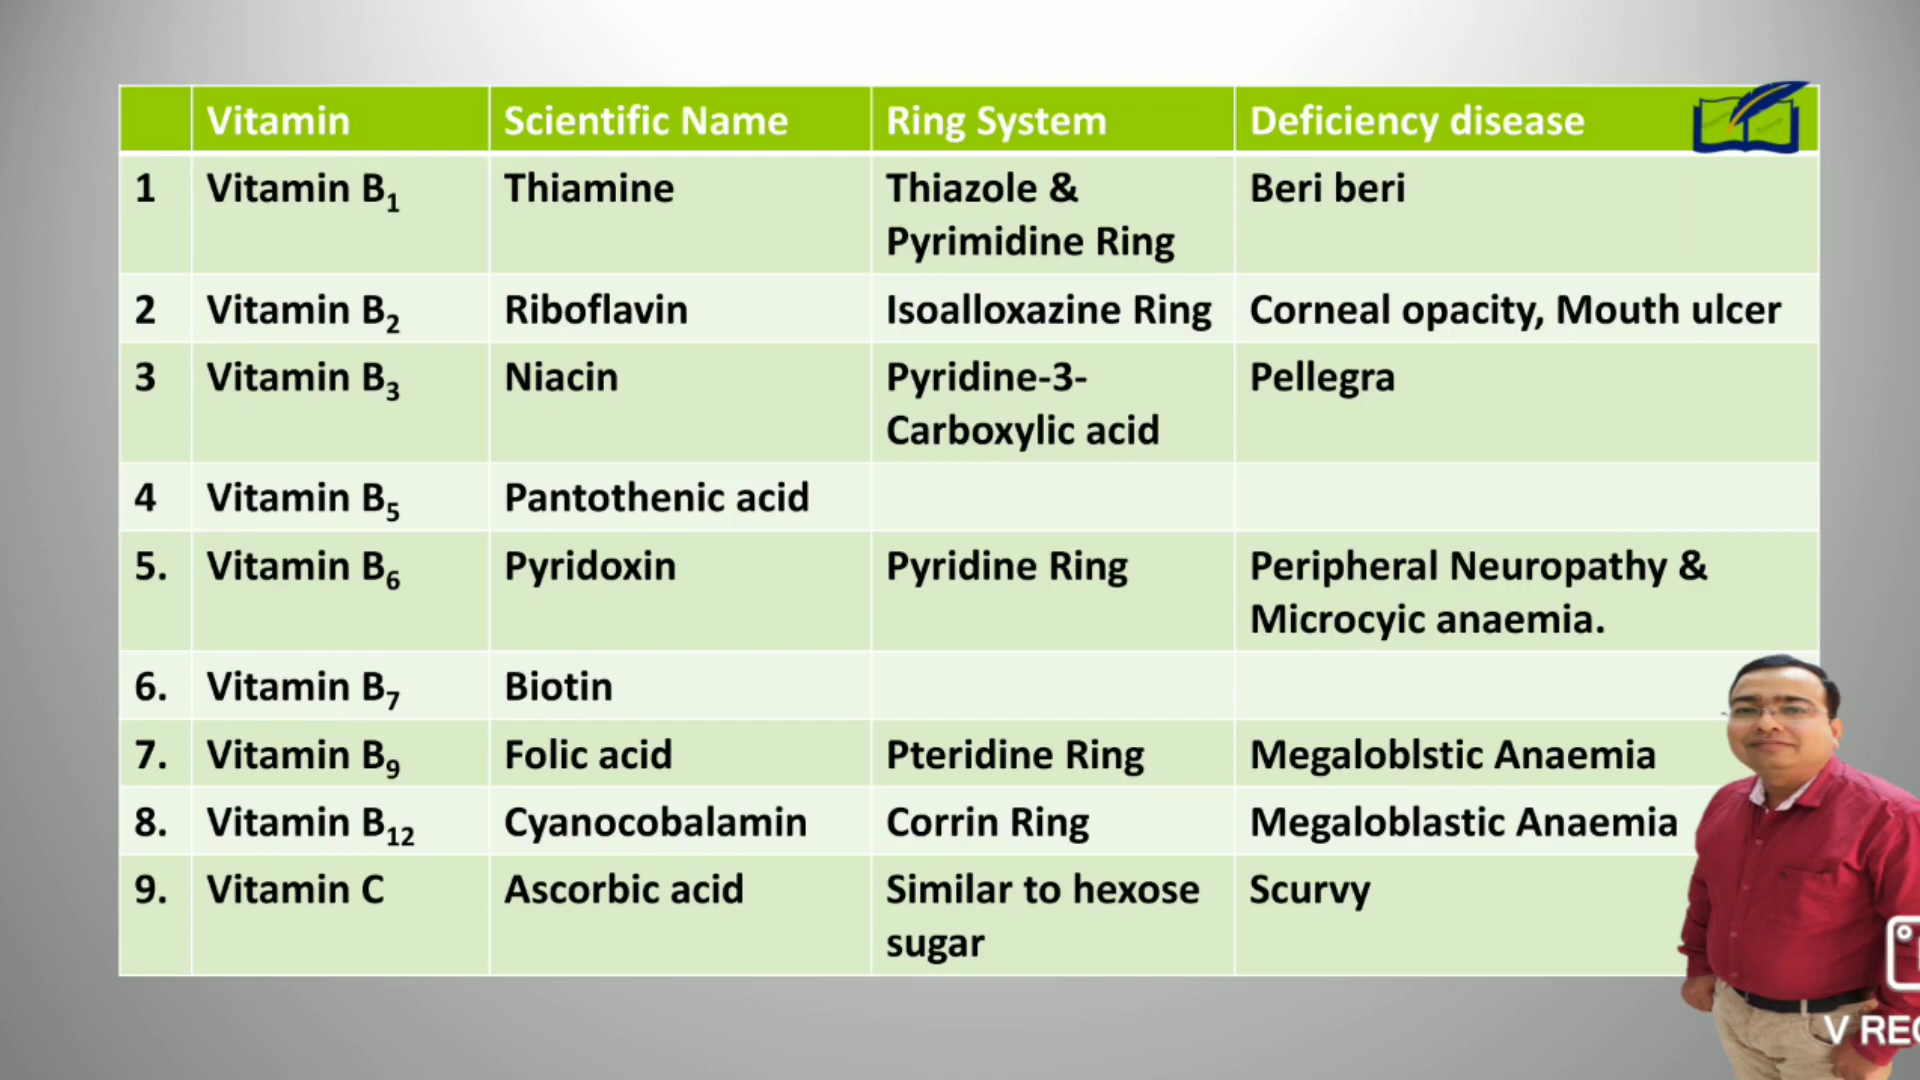 Vitamin Scientific Name Ring System Deficiency disease
1 Vitamin B1 Thiamine Thiazole & Beri beri
Pyrimidine Ring
2 Vitamin B2 Riboflavin Isoalloxazine Ring Corneal opacity, Mouth ulcer
3 Vitamin B3 Niacin Pyridine-3- Pellegra
Carboxylic acid
4 Vitamin B5 Pantothenic acid
5. Vitamin B6 Pyridoxin Pyridine Ring Peripheral Neuropathy &
Microcyic anaemia.
6. Vitamin B7 Biotin
7. Vitamin B9 Folic acid Pteridine Ring Megaloblstic Anaemia
8. Vitamin B12 Cyanocobalamin Corrin Ring Megaloblastic Anaemia
9. Vitamin C Ascorbic acid Similar to hexose Scurvy
sugar
V REC